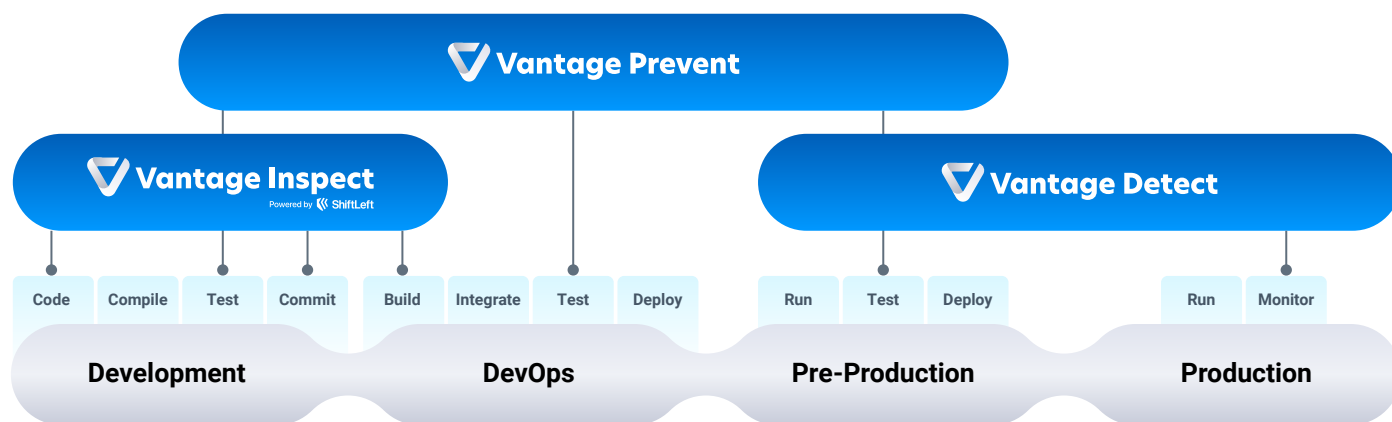 Vantage Prevent
Vantage Inspect
Powered by ShiftLeft
Vantage Detect
Code Compile Test Commit Build Integrate Test Deploy Run Test Deploy Run Monitor
Development DevOps Pre-Production Production